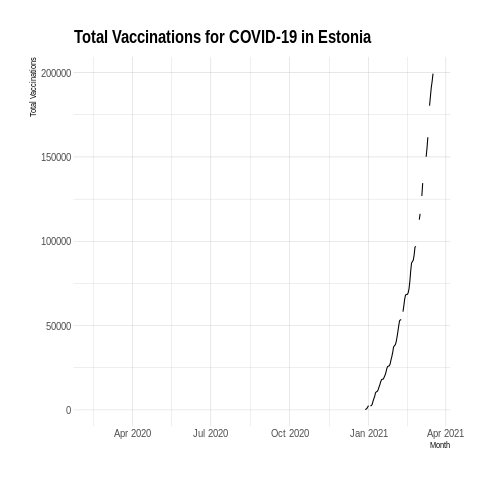 Total Vaccinations for COVID-19 in Estonia
Total Vaccinations
200000
150000
100000
50000
0
Apr 2020 Jul 2020 Oct 2020 Jan 2021 Apr 2021
Month